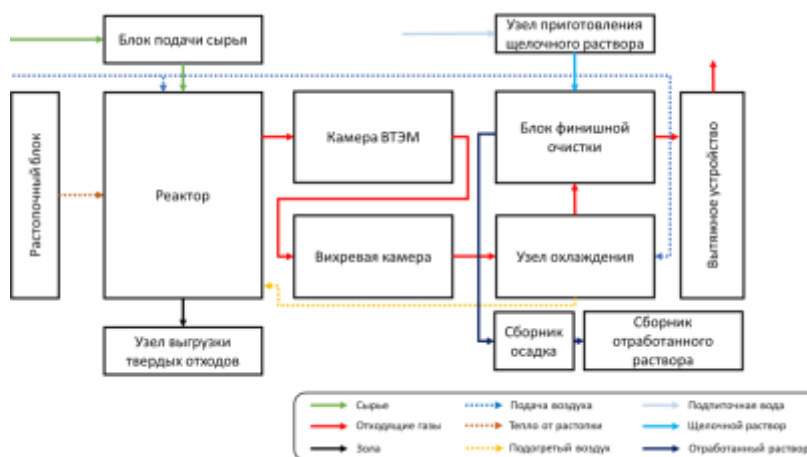 Блок подачи сырья
Узел приготовления
щелочного раствора
Растопочный блок
Реактор
Камера ВТЭМ
Блок финишной
очистки
Вытяжное устройство
Вихревая камера
Узел охлаждения
Узел выгрузки
твердых отходов
Сборник
осадка
Сборник
отработанного
раствора
Сырье
Подача воздуха
Подпиточная вода
Отходящие газы
Тепло от растопки
Щелочной раствор
Зола
Подогретый воздух
Отработанный раствор